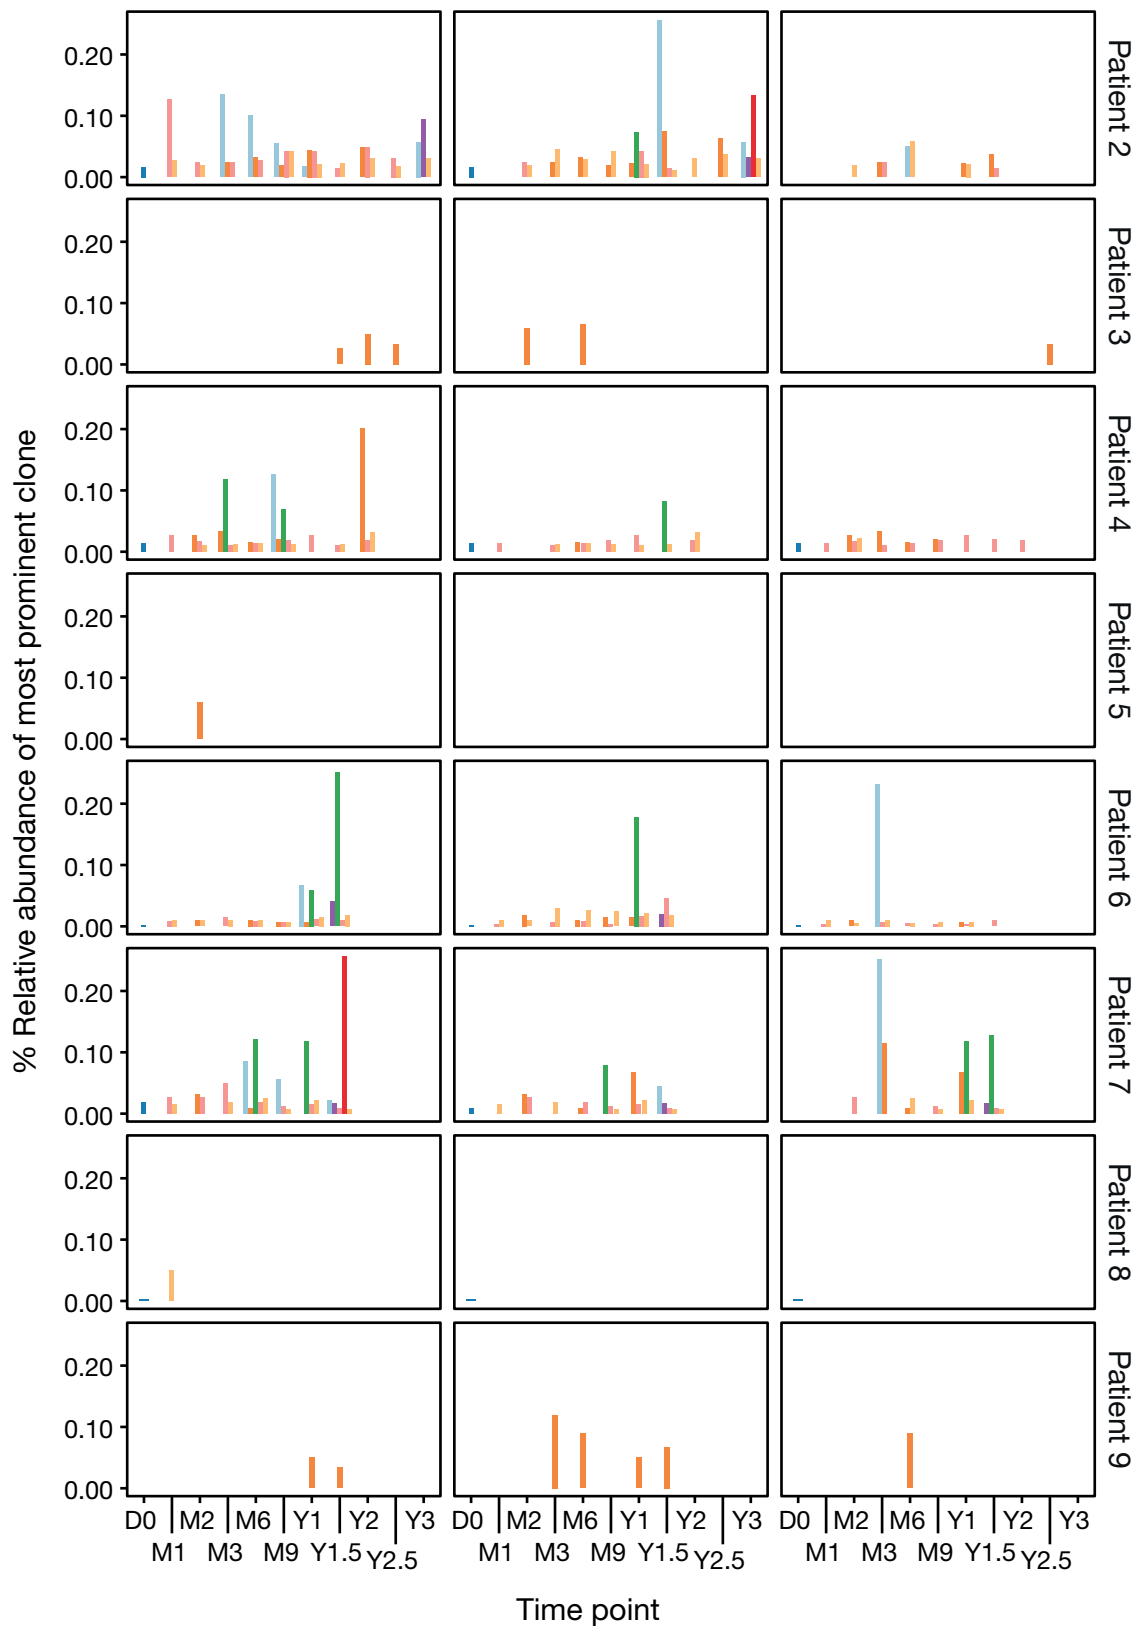 % Relative abundance of most prominent clone
0.20
0.10
0.00
Patient 2
0.20
0.10
0.00
Patient 3
0.20
0.10
0.00
Patient 4
0.20
0.10
0.00
Patient 5
0.20
0.10
0.00
Patient 6
0.20
0.10
0.00
Patient 7
0.20
0.10
0.00
Patient 8
0.20
0.10
0.00
Patient 9
D0 M2 M6 Y1 Y2 Y3 D0 M2 M6 Y1 Y2 Y3 D0 M2 M6 Y1 Y2 Y3
M1 M3 M9 Y1.5 Y2.5 M1 M3 M9 Y1.5 Y2.5 M1 M3 M9 Y1.5 Y2.5
Time point